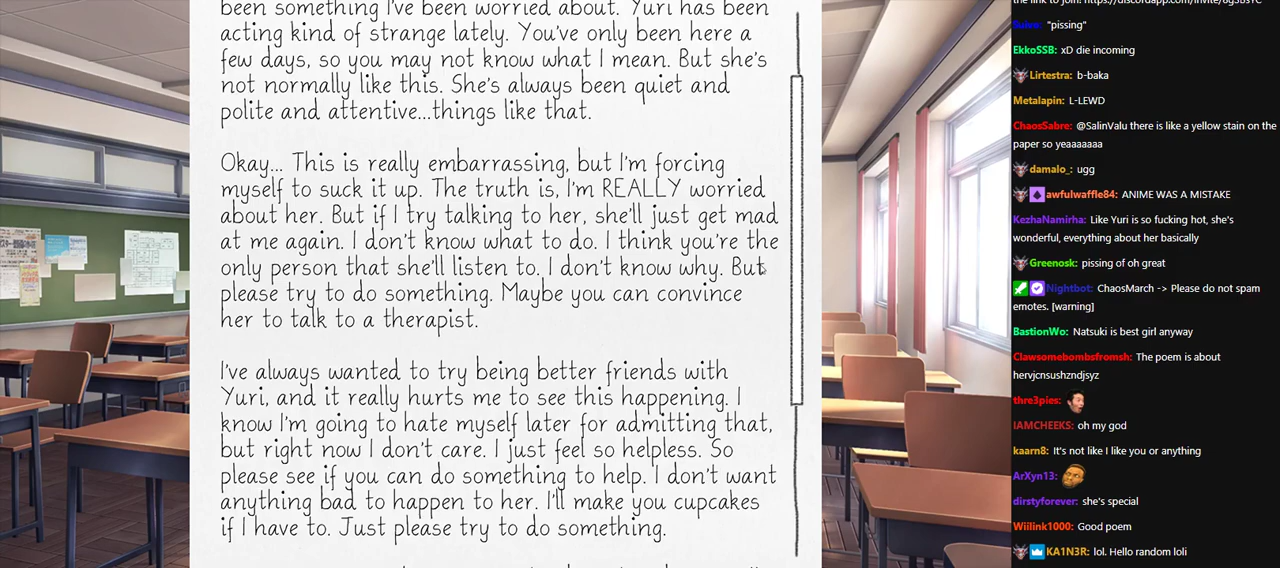 been something I've been worried about. Yuri has been
acting kind of strange lately. You've only been here a
few days, so you may not know what I mean. But she's
not normally like this. She's always been quiet and
polite and attentive...things like that.
Okay... This is really embarrassing, but I'm forcing
myself to suck it up. The truth is, I'm REALLY worried
about her. But if I try talking to her, she'll just get mad
at me again. I don't know what to do. I think you're the
only person that she'll listen to. I don't know why. But
please try to do something. Maybe you can convince
her to talk to a therapist.
I've always wanted to try being better friends with
Yuri, and it really hurts me to see this happening. I
know I'm going to hate myself later for admitting that,
but right now I don't care. I just feel so helpless. So
please see if you can do something to help. I don't want
anything bad to happen to her. I'll make you cupcakes
if I have to. Just please try to do something.
"pissing"
EkkoSSB: xD die incoming
Lirtestra: b-baka
Metalapin: L-LEWD
ChaosSabre: @SalinValu there is like a yellow stain on the
paper so yeaaaaaaa
damalo_: ugg
awfulwaffle84: ANIME WAS A MISTAKE
KezhaNamirha: Like Yuri is so fucking hot, she's
wonderful, everything about her basically
Greenosk: pissing of oh great
Nightbot: ChaosMarch -> Please do not spam
emotes. [warning]
BastionWo: Natsuki is best girl anyway
Clawsomebombsfromsh: The poem is about
hervjcnsushzndjsyz
thre3pies:
IAMCHEEKS: oh my god
kaarn8: It's not like I like you or anything
ArXyn13:
dirstyforever: she's special
Wiilink1000: Good poem
KA1N3R: lol. Hello random loli